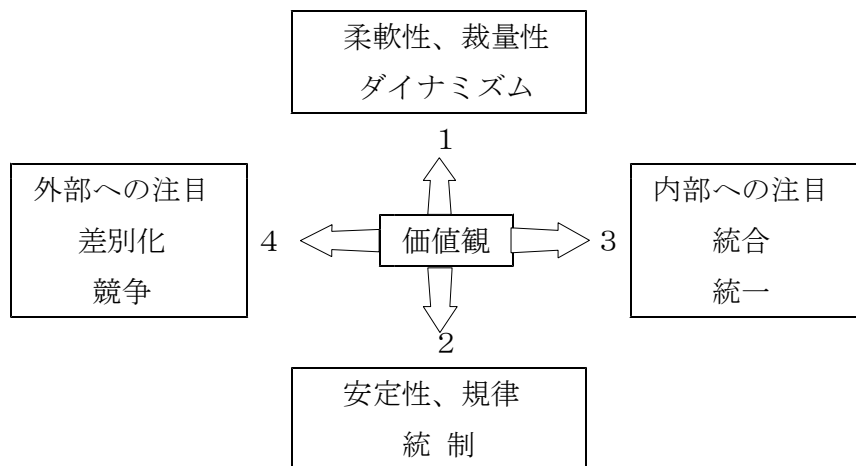 柔軟性、裁量性
ダイナミズム
1
外部への注目
差別化
競争
4
価値観
3
内部への注目
統合
統一
2
安定性、規律
統 制